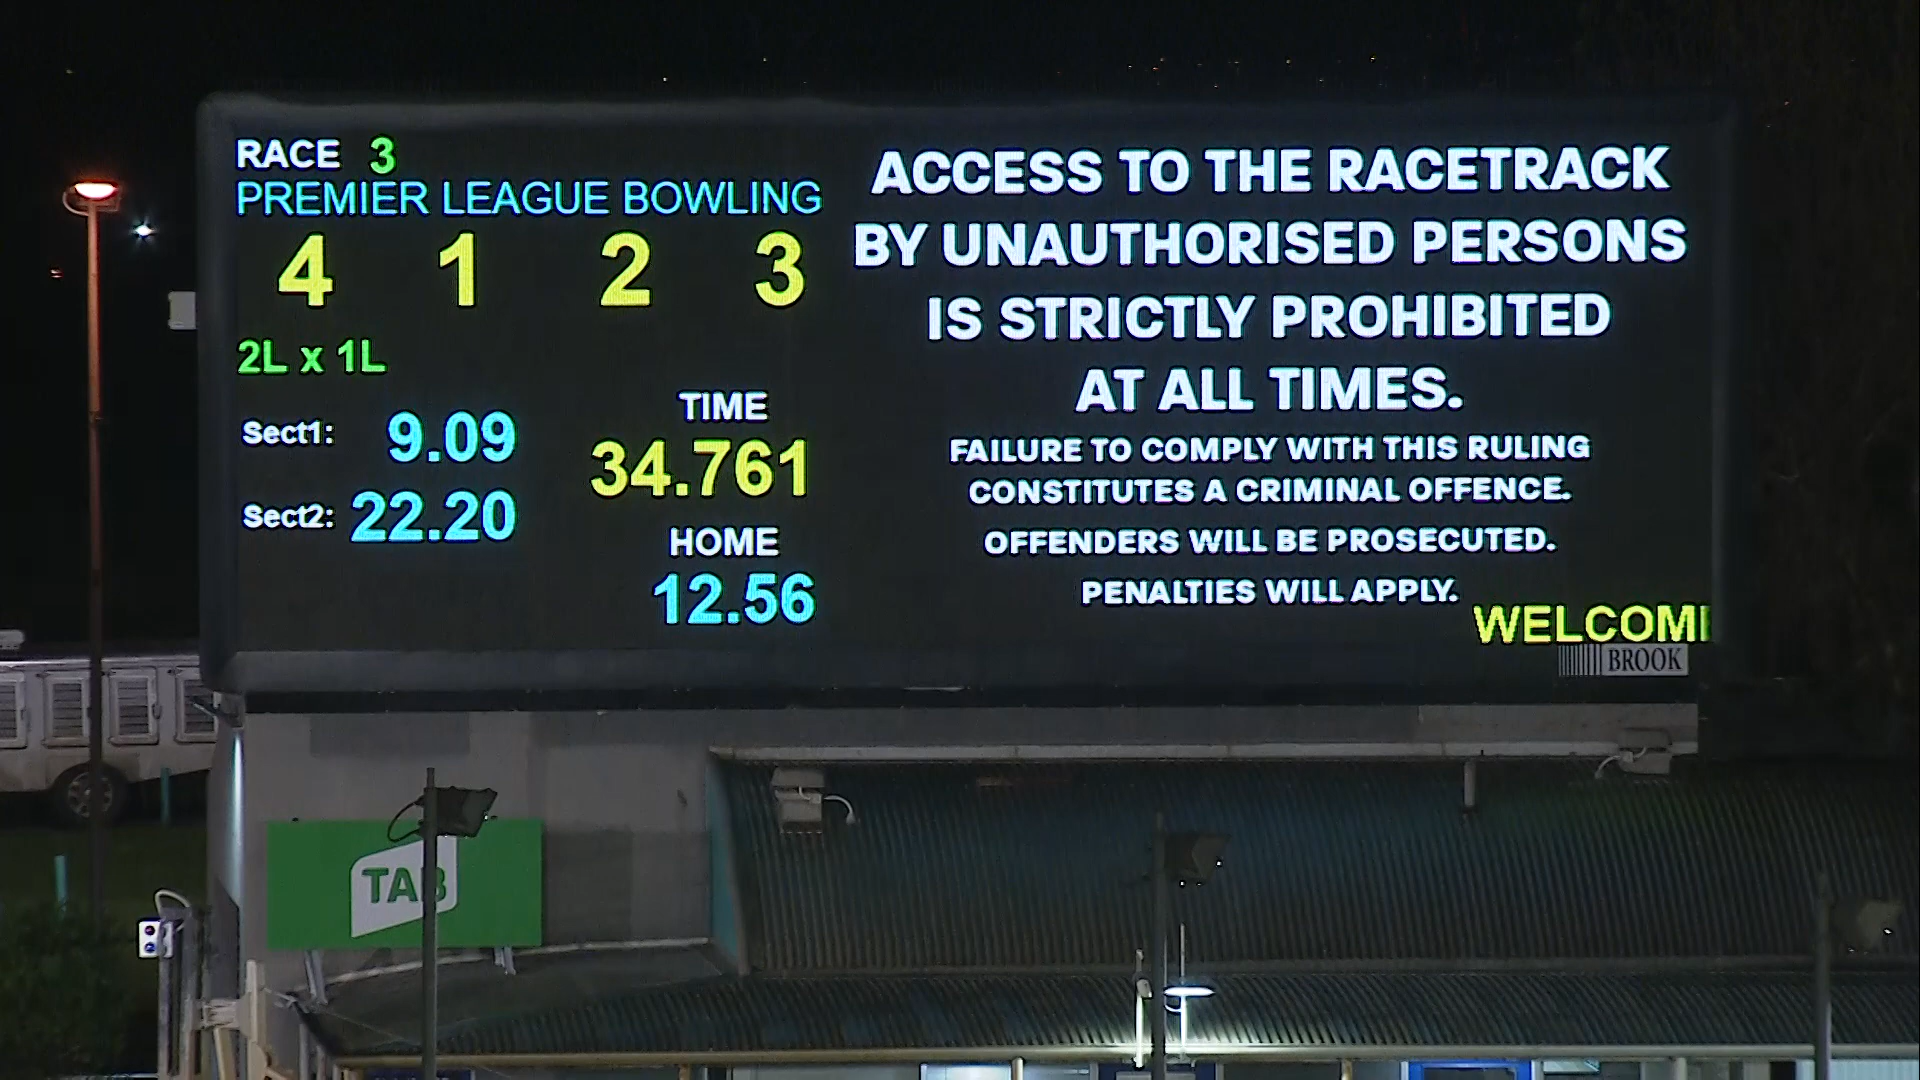 RACE 3
PREMIER LEAGUE BOWLING
4 1 2 3
2L x 1L
Sect1: 9.09
Sect2: 22.20
TIME
34.761
HOME
12.56
ACCESS TO THE RACETRACK
BY UNAUTHORISED PERSONS
IS STRICTLY PROHIBITED
AT ALL TIMES.
FAILURE TO COMPLY WITH THIS RULING
CONSTITUTES A CRIMINAL OFFENCE.
OFFENDERS WILL BE PROSECUTED.
PENALTIES WILL APPLY.
WELCOM
BROOK
TAB